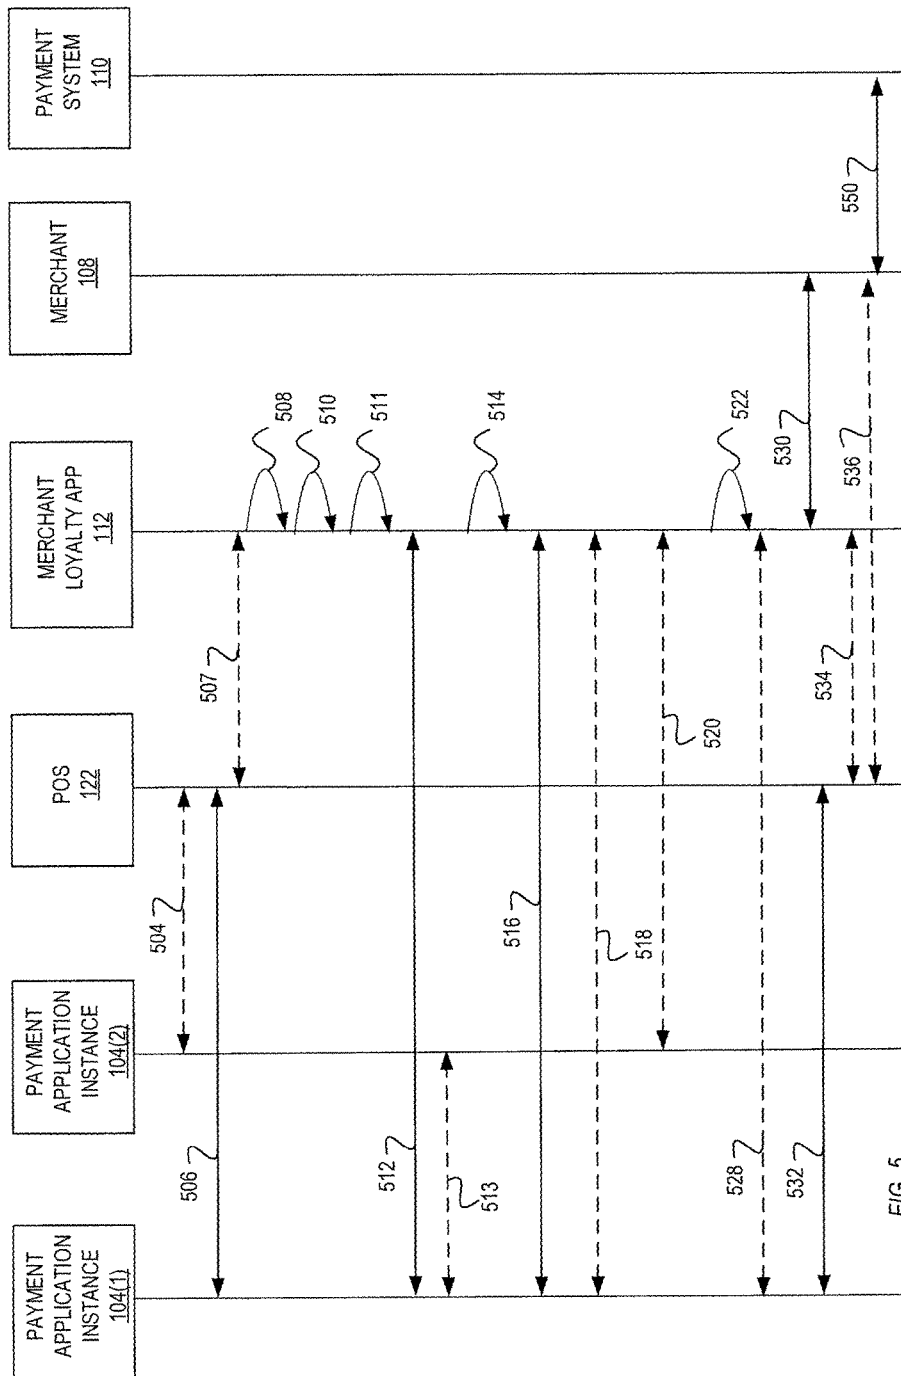 PAYMENT
APPLICATION
INSTANCE
104(1)
PAYMENT
APPLICATION
INSTANCE
104(2)
POS
122
MERCHANT
LOYALTY APP
112
MERCHANT
108
PAYMENT
SYSTEM
110
504
506
507
508
510
511
512
513
514
516
518
520
522
528
530
532
534
536
550
FIG. 5